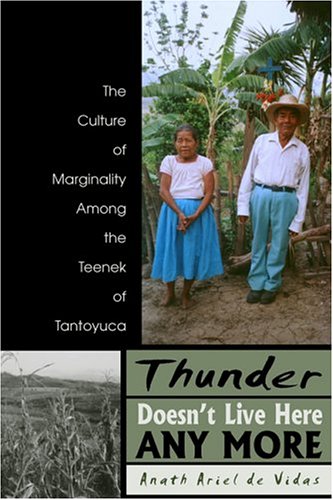 The
Culture
of
Marginality
Among
the
Teenek
of
Tantoyuca
Thunder
Doesn't Live Here
ANY MORE
Anath Ariel de Vidas